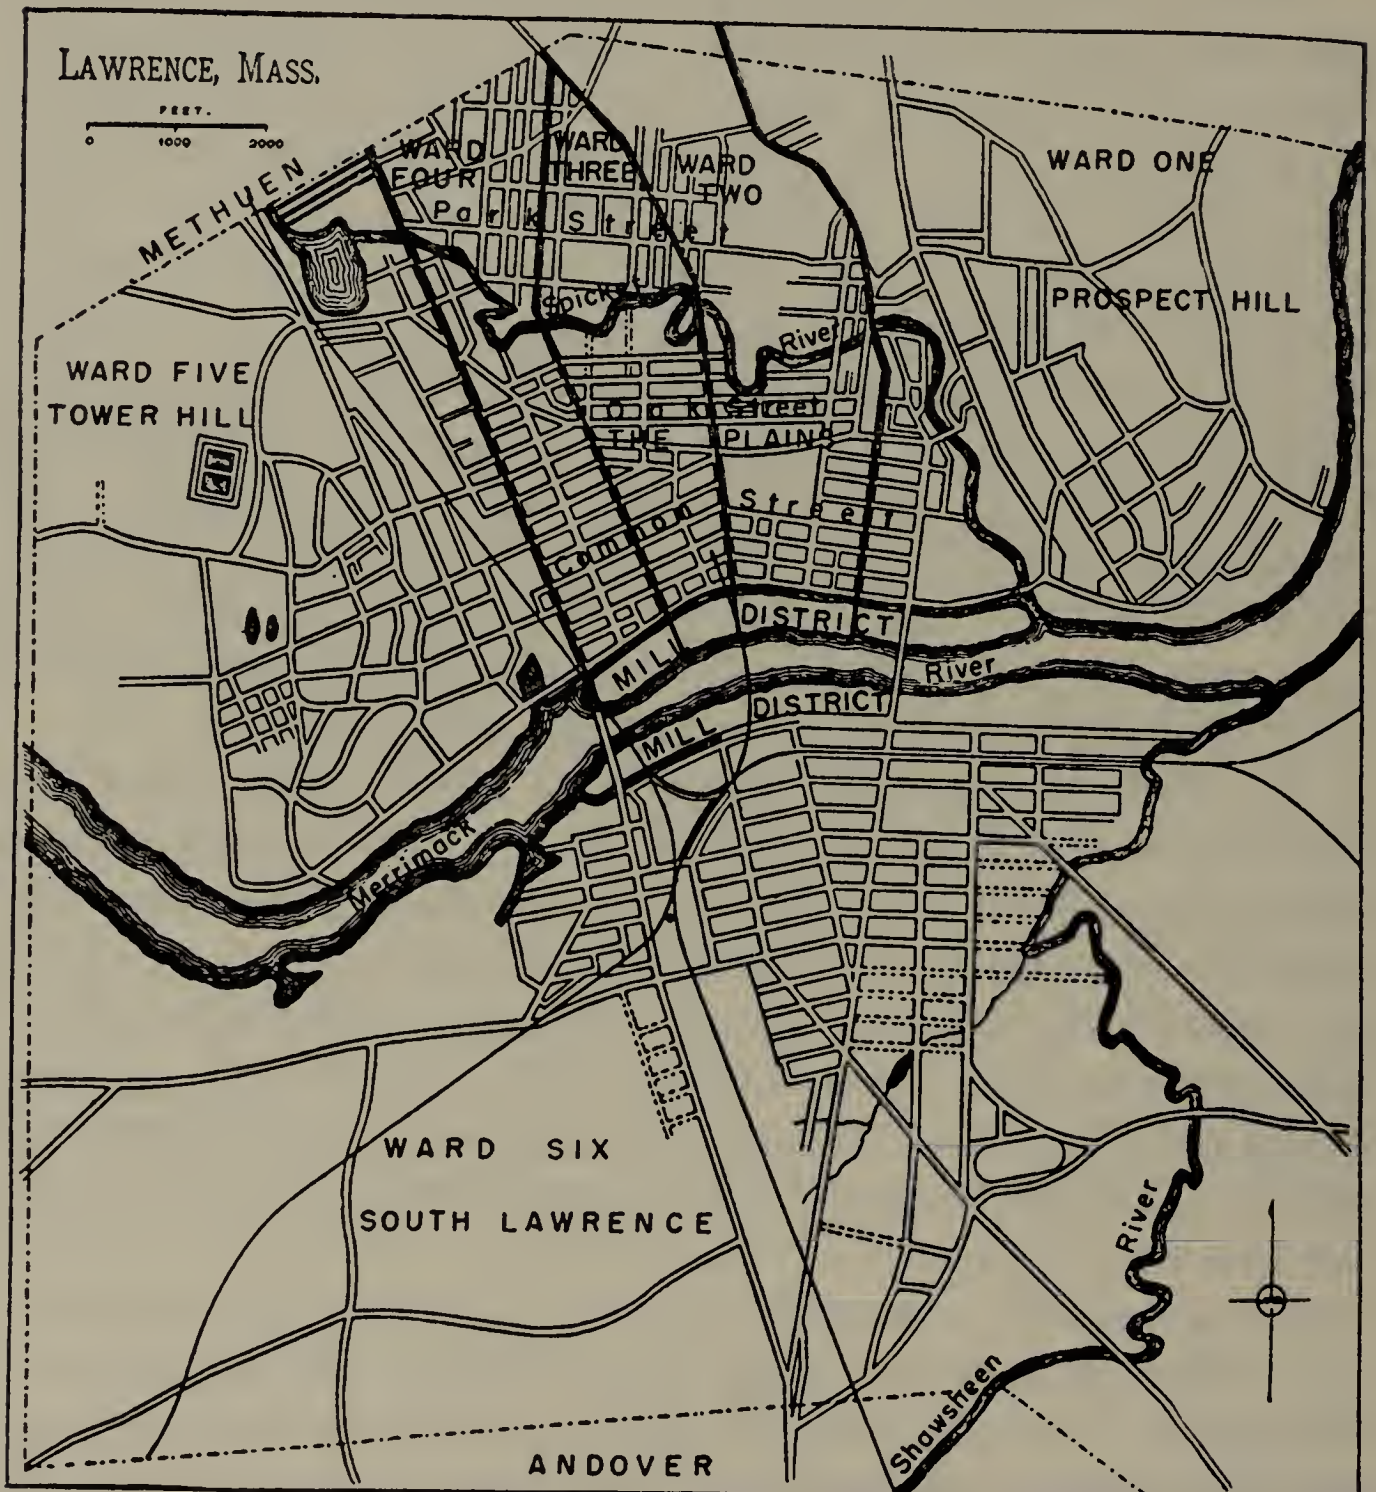 LAWRENCE, MASS.
FEET.
0 1000 2000
METHUEN
WARD FOUR
WARD THREE
WARD TWO
WARD ONE
Park Street
PROSPECT HILL
Spicket River
WARD FIVE
TOWER HILL
Oak Street
THE PLAINS
Common Street
MILL DISTRICT
Merrimack River
MILL DISTRICT
WARD SIX
SOUTH LAWRENCE
Shawsheen River
ANDOVER